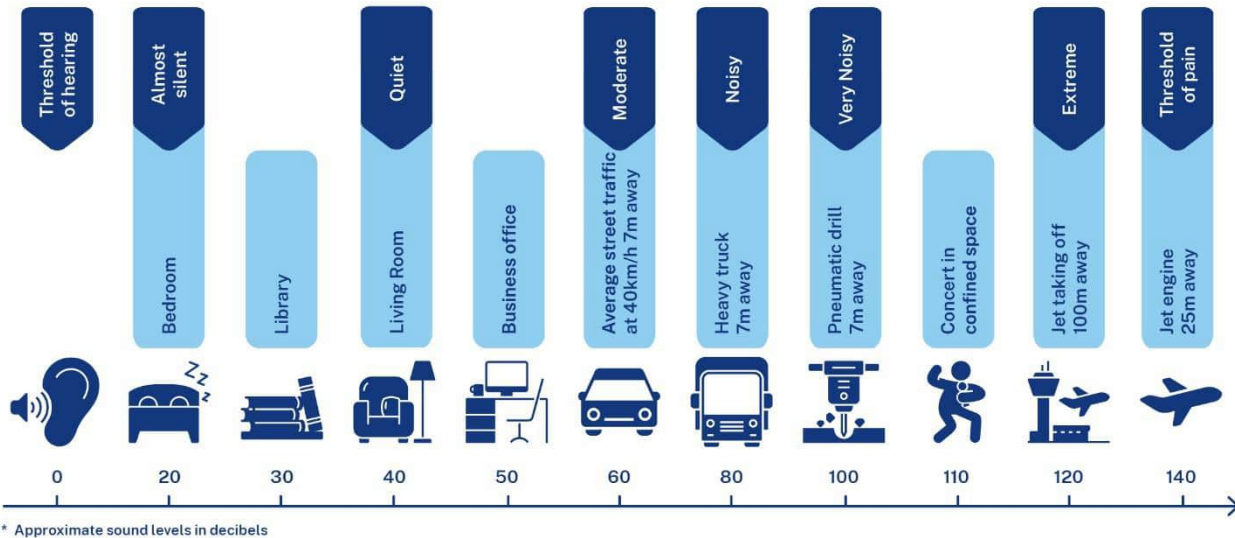 Threshold
of hearing
Almost
silent
Quiet
Moderate
Noisy
Very Noisy
Extreme
Threshold
of pain
Bedroom
Library
Living Room
Business office
Average street traffic
at 40km/h 7m away
Heavy truck
7m away
Pneumatic drill
7m away
Concert in
confined space
Jet taking off
100m away
Jet engine
25m away
ZZz
0 20 30 40 50 60 80 100 110 120 140
* Approximate sound levels in decibels